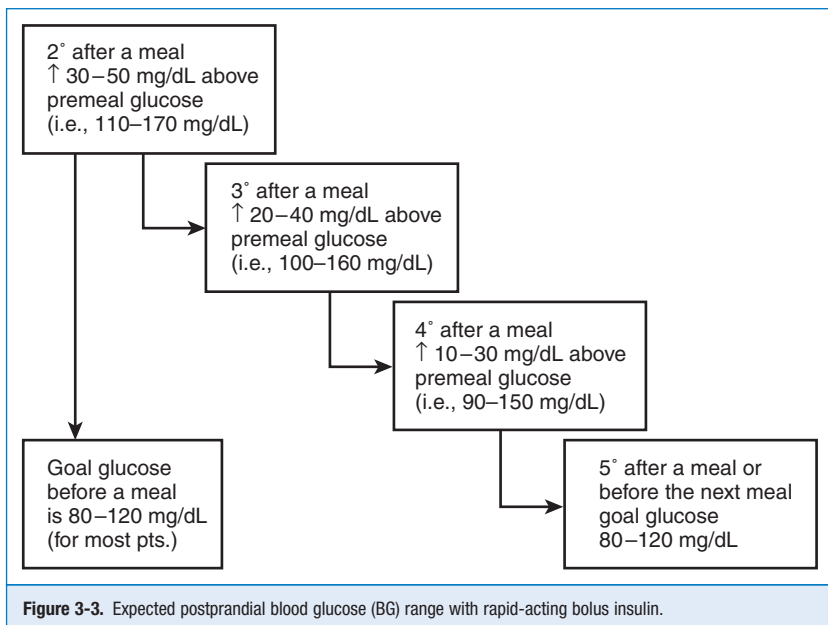 2° after a meal
↑ 30–50 mg/dL above
premeal glucose
(i.e., 110–170 mg/dL)
3° after a meal
↑ 20–40 mg/dL above
premeal glucose
(i.e., 100–160 mg/dL)
4° after a meal
↑ 10–30 mg/dL above
premeal glucose
(i.e., 90–150 mg/dL)
Goal glucose
before a meal
is 80–120 mg/dL
(for most pts.)
5° after a meal or
before the next meal
goal glucose
80–120 mg/dL
Figure 3-3. Expected postprandial blood glucose (BG) range with rapid-acting bolus insulin.